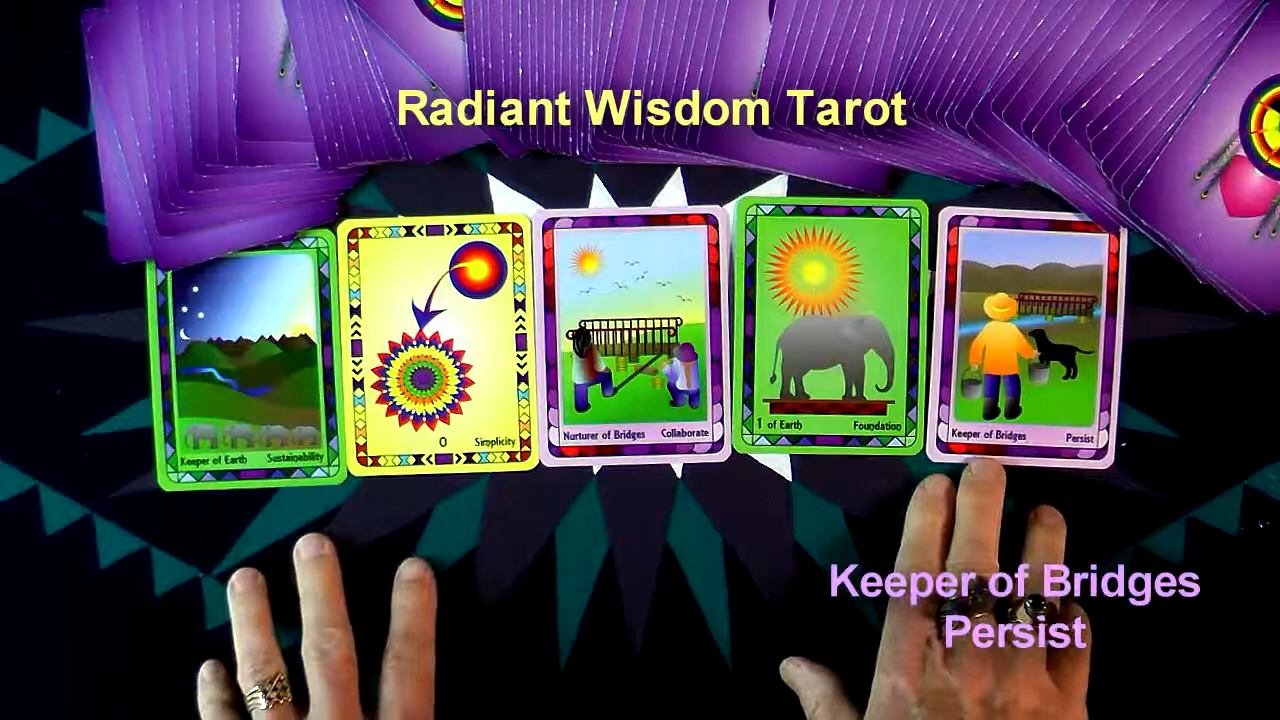 Radiant Wisdom Tarot
Keeper of Earth Sustainability
0 Simplicity
Nurturer of Bridges Collaborate
1 of Earth Foundation
Keeper of Bridges Persist
Keeper of Bridges
Persist